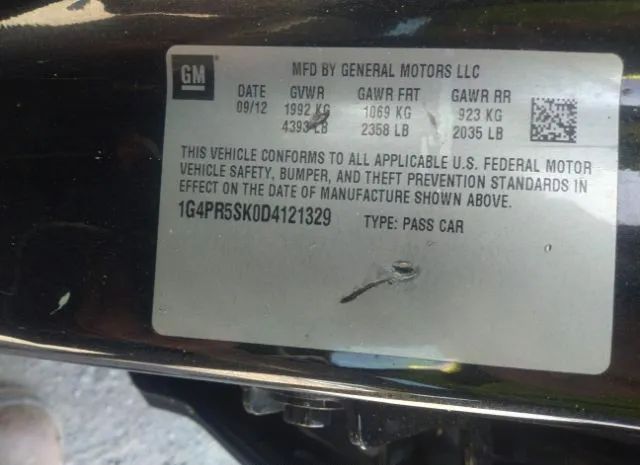 GM
MFD BY GENERAL MOTORS LLC
DATE GVWR GAWR FRT GAWR RR
09/12 1992 KG 1069 KG 923 KG
4393 LB 2358 LB 2035 LB
THIS VEHICLE CONFORMS TO ALL APPLICABLE U.S. FEDERAL MOTOR
VEHICLE SAFETY, BUMPER, AND THEFT PREVENTION STANDARDS IN
EFFECT ON THE DATE OF MANUFACTURE SHOWN ABOVE.
1G4PR5SK0D4121329 TYPE: PASS CAR